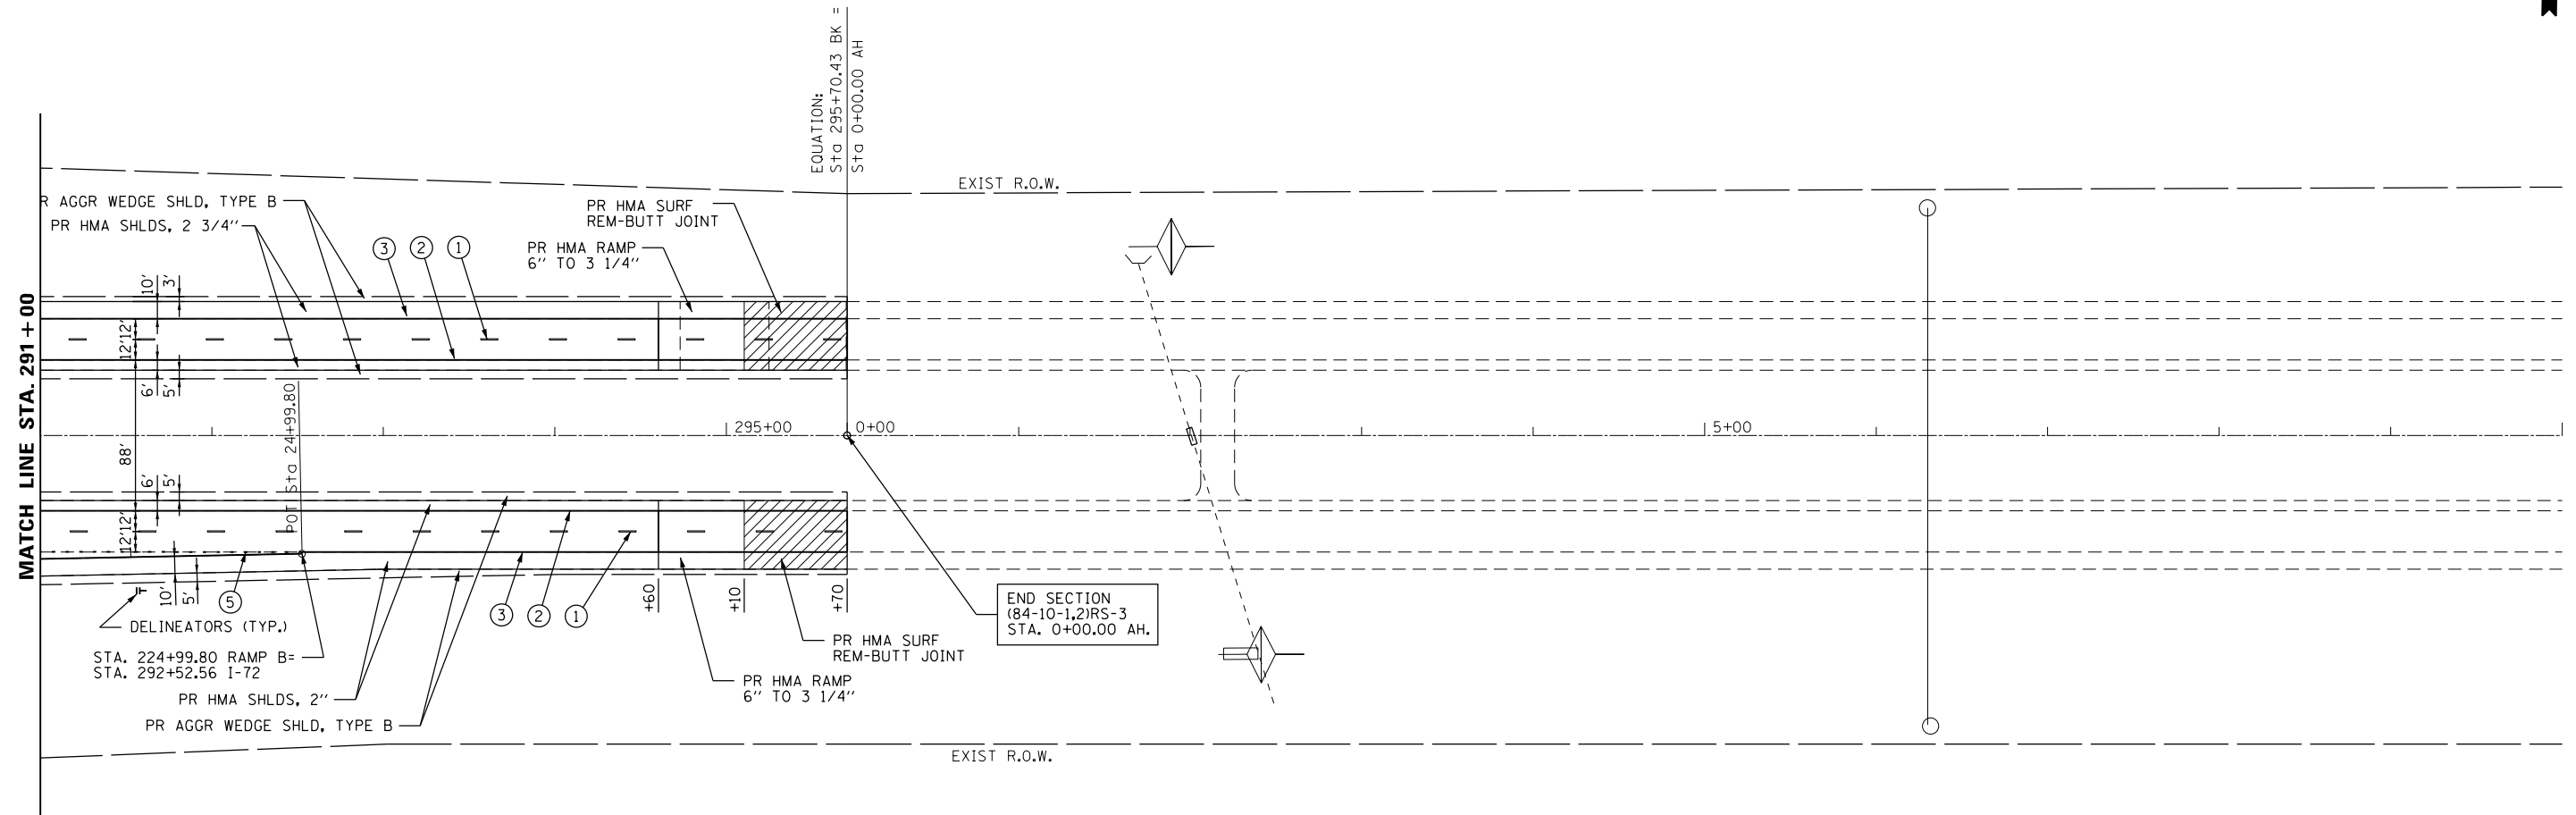 EQUATION:
Sta 295+70.43 BK =
Sta 0+00.00 AH
EXIST R.O.W.
R AGGR WEDGE SHLD, TYPE B
PR HMA SHLDS, 2 3/4"
PR HMA SURF
REM-BUTT JOINT
PR HMA RAMP
6" TO 3 1/4"
3
2
1
MATCH LINE STA. 291+00
10'
3'
12'
12'
6'
5'
88'
POT Sta 24+99.80
295+00
0+00
5+00
6'
5'
12'
12'
10'
5'
5
3
2
1
+60
+10
+70
DELINEATORS (TYP.)
STA. 224+99.80 RAMP B=
STA. 292+52.56 I-72
PR HMA SHLDS, 2"
PR AGGR WEDGE SHLD, TYPE B
PR HMA SURF
REM-BUTT JOINT
PR HMA RAMP
6" TO 3 1/4"
END SECTION
(84-10-1,2)RS-3
STA. 0+00.00 AH.
EXIST R.O.W.